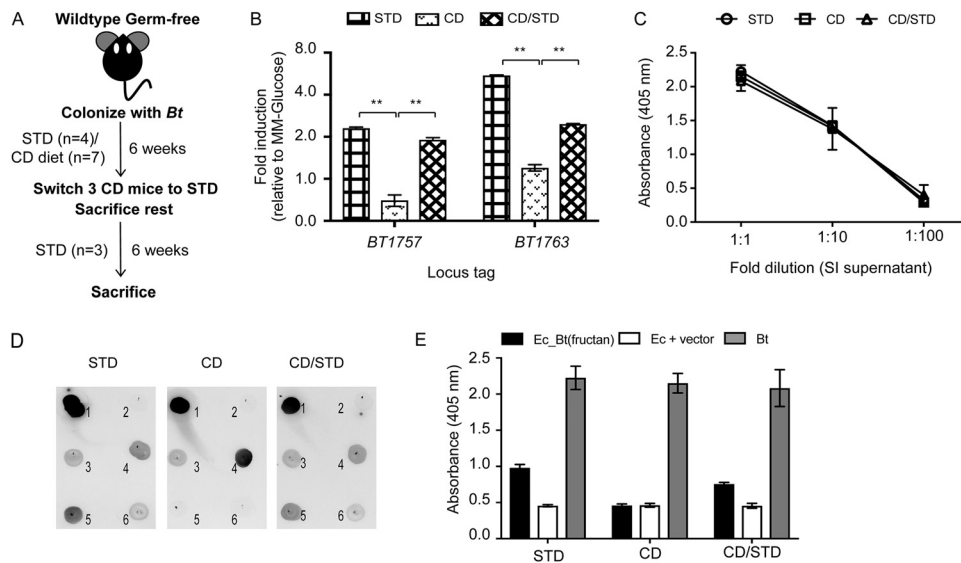 A
Wildtype Germ-free
Colonize with Bt
STD (n=4)/
CD diet (n=7)
6 weeks
Switch 3 CD mice to STD
Sacrifice rest
STD (n=3)
6 weeks
Sacrifice
B
STD CD CD/STD
Fold induction
(relative to MM-Glucose)
8.0
4.0
2.0
1.0
0.0
** **
** **
BT1757 BT1763
Locus tag
C
STD CD CD/STD
Absorbance (405 nm)
2.5
2.0
1.5
1.0
0.5
0.0
1:1 1:10 1:100
Fold dilution (SI supernatant)
D
STD CD CD/STD
1 2 1 2 1 2
3 4 3 4 3 4
5 6 5 6 5 6
E
Ec_Bt(fructan) Ec + vector Bt
Absorbance (405 nm)
2.5
2.0
1.5
1.0
0.5
0.0
STD CD CD/STD